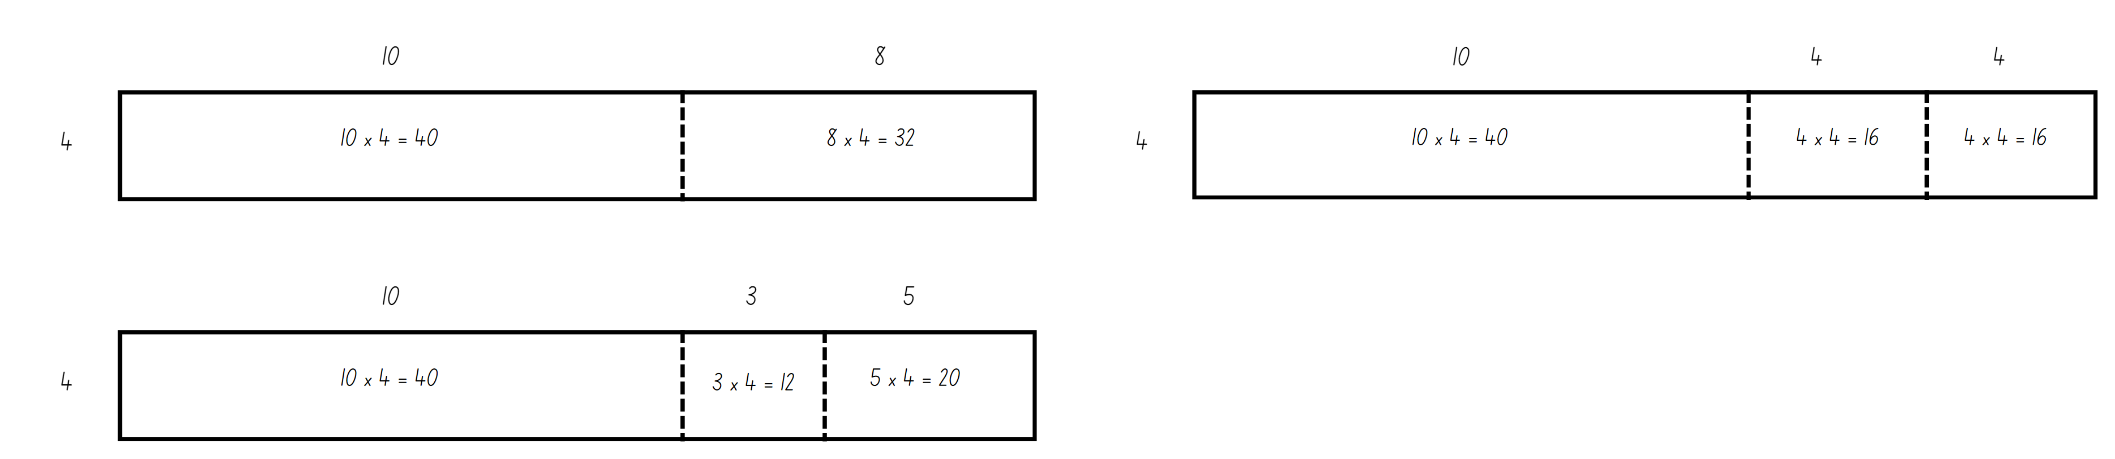 10 8
4 10 x 4 = 40 8 x 4 = 32
10 4 4
4 10 x 4 = 40 4 x 4 = 16 4 x 4 = 16
10 3 5
4 10 x 4 = 40 3 x 4 = 12 5 x 4 = 20